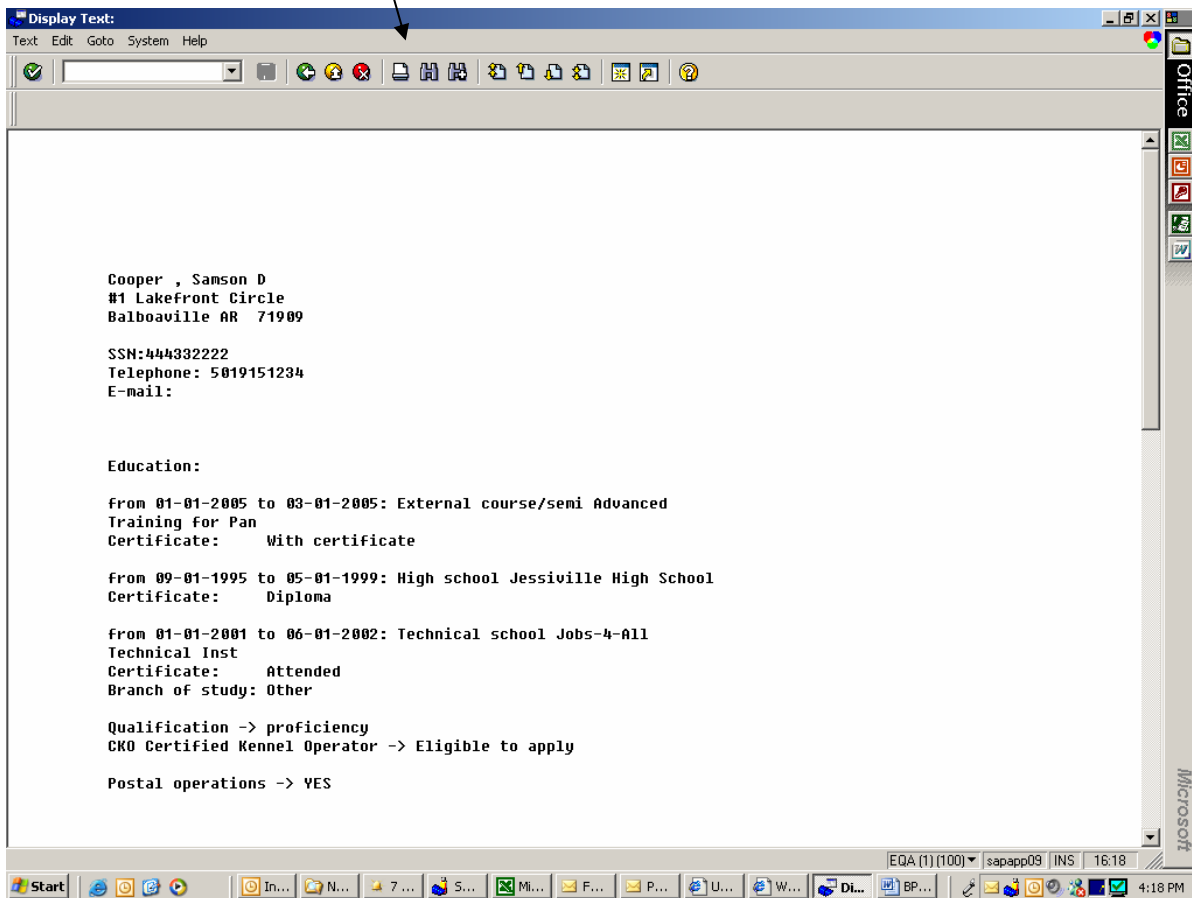 Display Text:
Text Edit Goto System Help
Office
Cooper , Samson D
#1 Lakefront Circle
Balboaville AR 71909
SSN:444332222
Telephone: 5019151234
E-mail:
Education:
from 01-01-2005 to 03-01-2005: External course/semi Advanced
Training for Pan
Certificate: With certificate
from 09-01-1995 to 05-01-1999: High school Jessiville High School
Certificate: Diploma
from 01-01-2001 to 06-01-2002: Technical school Jobs-4-All
Technical Inst
Certificate: Attended
Branch of study: Other
Qualification -> proficiency
CKO Certified Kennel Operator -> Eligible to apply
Postal operations -> YES
Microsoft
EQA (1) (100) sapapp09 INS 16:18
Start In... N... 7 ... S... Mi... F... P... U... W... Di... BP... 4:18 PM